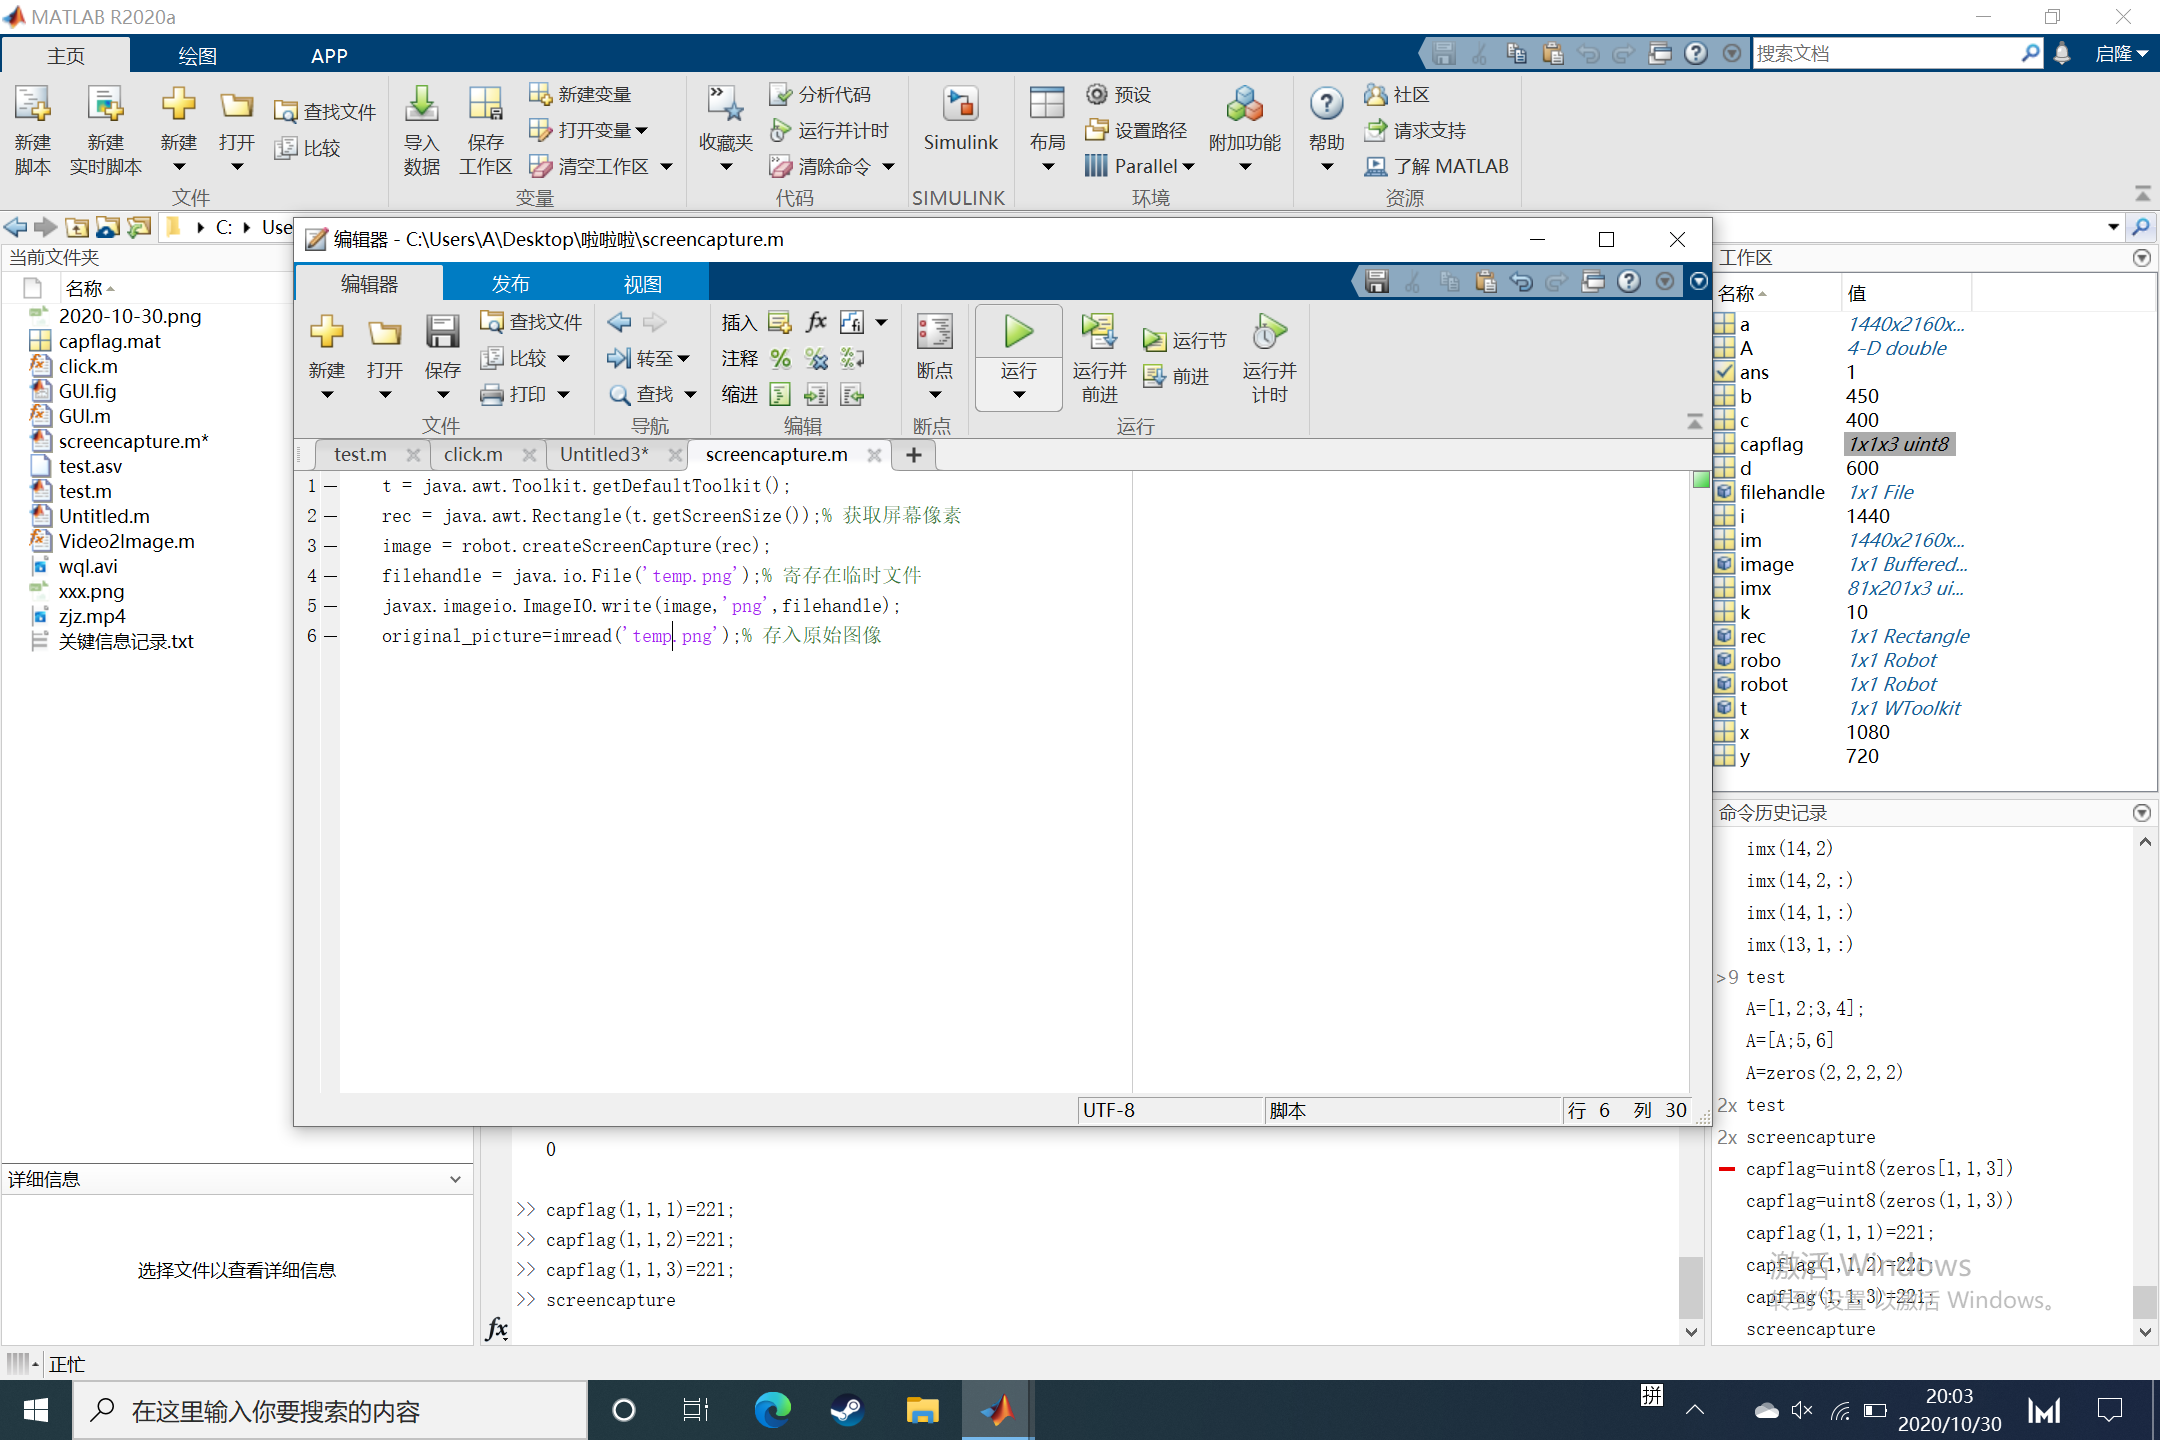 MATLAB R2020a
主页 绘图 APP
搜索文档
启隆
新建 脚本
新建 实时脚本
新建
打开
查找文件
比较
文件
导入 数据
保存 工作区
新建变量
打开变量
清空工作区
变量
收藏夹
分析代码
运行并计时
清除命令
代码
Simulink
SIMULINK
布局
预设
设置路径
Parallel
附加功能
环境
帮助
社区
请求支持
了解 MATLAB
资源
C: Use
当前文件夹
名称
2020-10-30.png
capflag.mat
click.m
GUI.fig
GUI.m
screencapture.m*
test.asv
test.m
Untitled.m
Video2Image.m
wql.avi
xxx.png
zjz.mp4
关键信息记录.txt
详细信息
选择文件以查看详细信息
编辑器 - C:\Users\A\Desktop\啦啦啦\screencapture.m
编辑器 发布 视图
新建
打开
保存
查找文件
比较
打印
文件
转至
查找
导航
插入
注释
缩进
编辑
断点
断点
运行
运行并 前进
运行节
前进
运行并 计时
运行
test.m click.m Untitled3* screencapture.m
1 t = java.awt.Toolkit.getDefaultToolkit();
2 rec = java.awt.Rectangle(t.getScreenSize());% 获取屏幕像素
3 image = robot.createScreenCapture(rec);
4 filehandle = java.io.File('temp.png');% 寄存在临时文件
5 javax.imageio.ImageIO.write(image,'png',filehandle);
6 original_picture=imread('temp.png');% 存入原始图像
UTF-8 脚本 行 6 列 30
0
>> capflag(1,1,1)=221;
>> capflag(1,1,2)=221;
>> capflag(1,1,3)=221;
>> screencapture
fx
工作区
名称 值
a 1440x2160x...
A 4-D double
ans 1
b 450
c 400
capflag 1x1x3 uint8
d 600
filehandle 1x1 File
i 1440
im 1440x2160x...
image 1x1 Buffered...
imx 81x201x3 ui...
k 10
rec 1x1 Rectangle
robo 1x1 Robot
robot 1x1 Robot
t 1x1 WToolkit
x 1080
y 720
命令历史记录
imx(14,2)
imx(14,2,:)
imx(14,1,:)
imx(13,1,:)
>9 test
A=[1,2;3,4];
A=[A;5,6]
A=zeros(2,2,2,2)
2x test
2x screencapture
capflag=uint8(zeros[1,1,3])
capflag=uint8(zeros(1,1,3))
capflag(1,1,1)=221;
capflag(1,1,2)=221;
capflag(1,1,3)=221;
screencapture
激活 Windows
转到"设置"以激活 Windows。
正忙
在这里输入你要搜索的内容
拼
20:03
2020/10/30